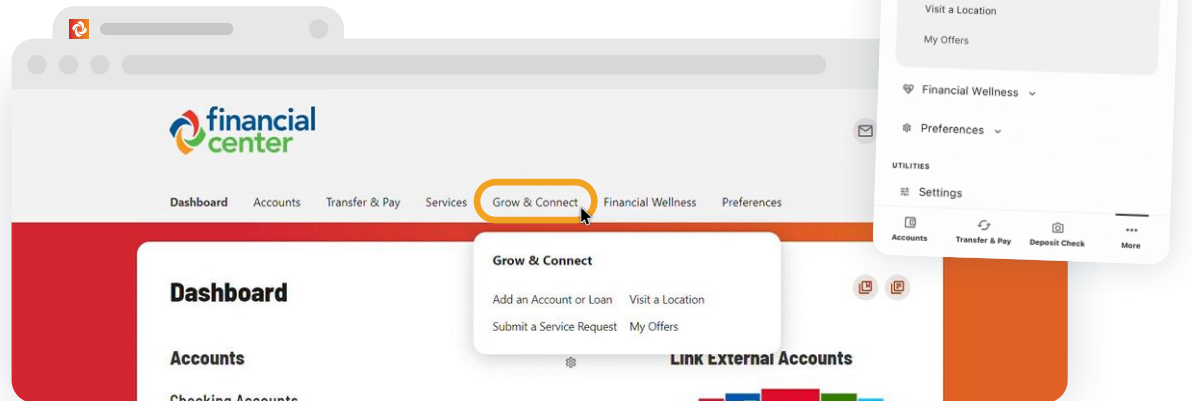 financial
center
Dashboard Accounts Transfer & Pay Services Grow & Connect Financial Wellness Preferences
Grow & Connect
Add an Account or Loan Visit a Location
Submit a Service Request My Offers
Dashboard
Accounts
Link External Accounts
Checking Accounts
Visit a Location
My Offers
Financial Wellness
Preferences
UTILITIES
Settings
Accounts Transfer & Pay Deposit Check More